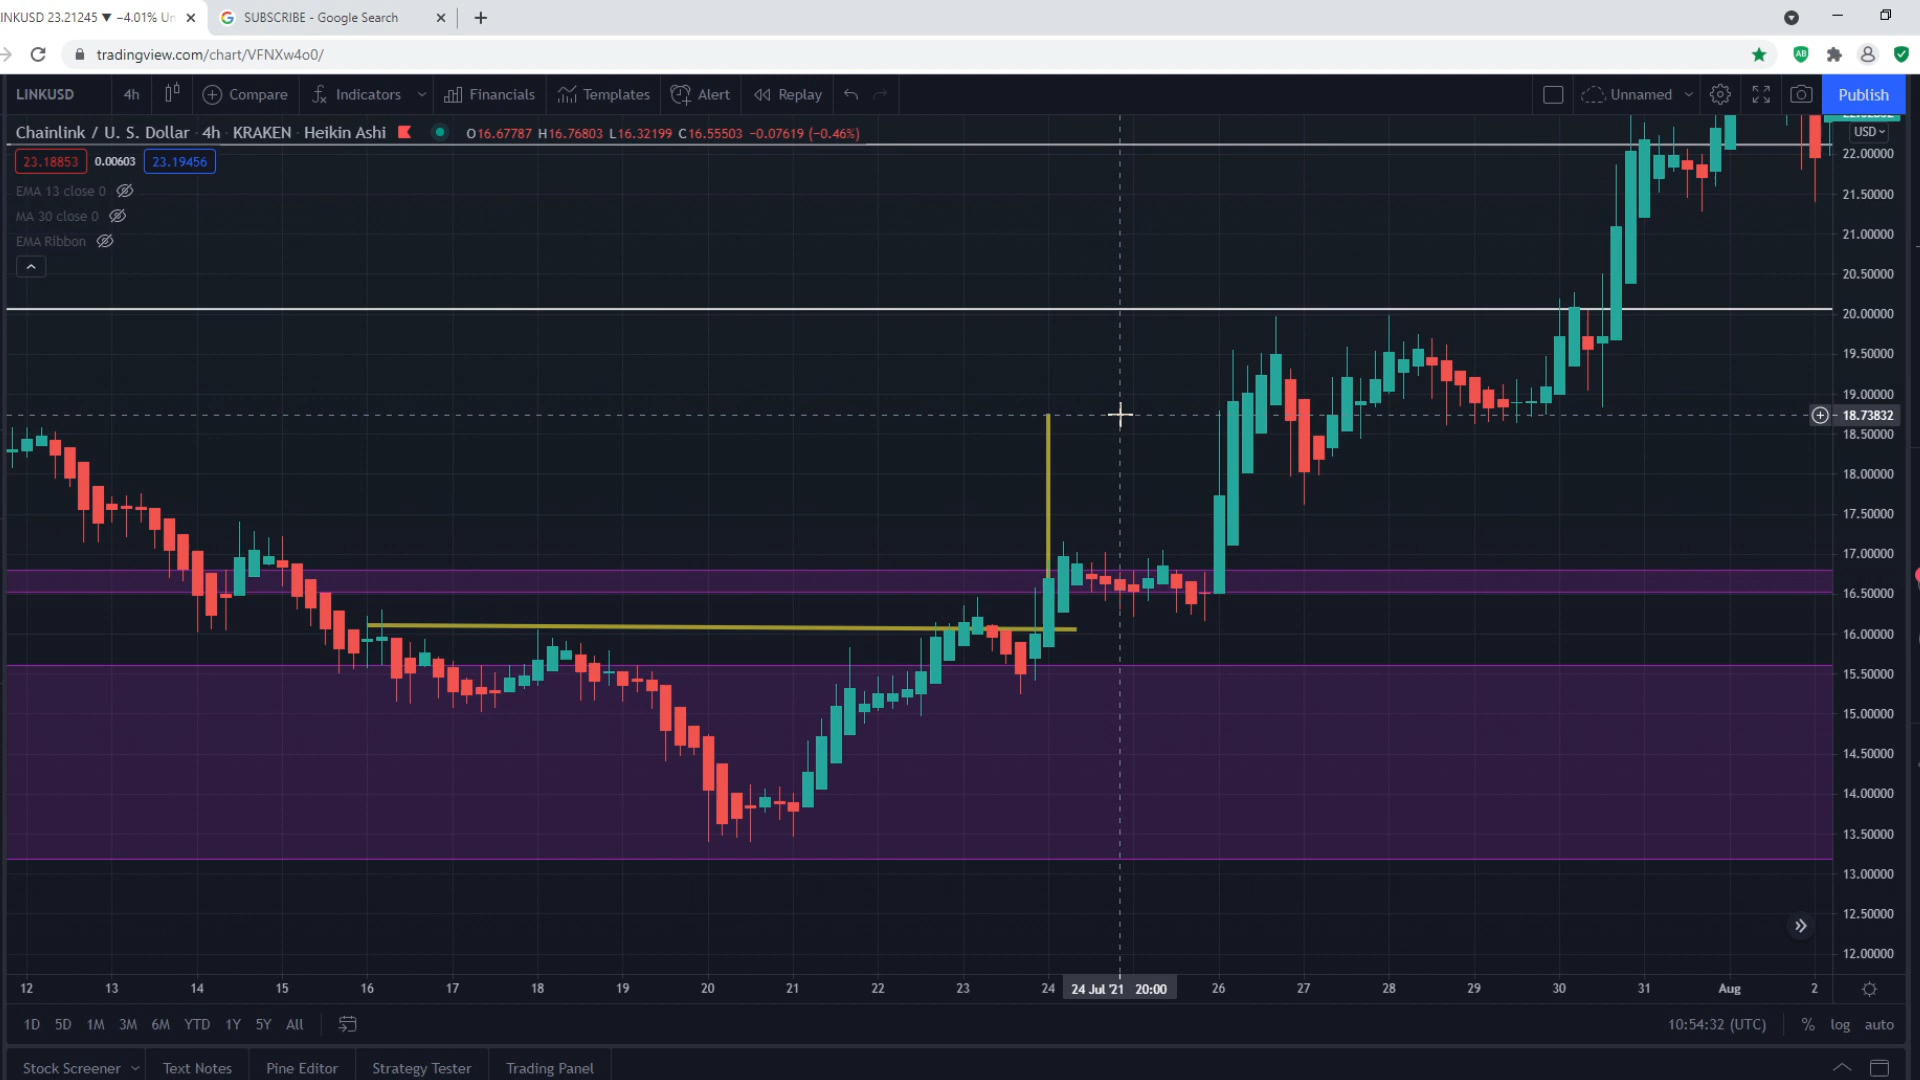 INKUSD 23.21245 ▼ −4.01% Un
SUBSCRIBE - Google Search
tradingview.com/chart/VFNXw4o0/
LINKUSD 4h Compare Indicators Financials Templates Alert Replay Unnamed Publish
Chainlink / U. S. Dollar · 4h · KRAKEN · Heikin Ashi O16.67787 H16.76803 L16.32199 C16.55503 −0.07619 (−0.46%)
USD
23.18853 0.00603 23.19456
EMA 13 close 0
MA 30 close 0
EMA Ribbon
22.00000
21.50000
21.00000
20.50000
20.00000
19.50000
19.00000
18.73832
18.50000
18.00000
17.50000
17.00000
16.50000
16.00000
15.50000
15.00000
14.50000
14.00000
13.50000
13.00000
12.50000
12.00000
12 13 14 15 16 17 18 19 20 21 22 23 24 24 Jul '21 20:00 26 27 28 29 30 31 Aug 2
1D 5D 1M 3M 6M YTD 1Y 5Y All 10:54:32 (UTC) % log auto
Stock Screener Text Notes Pine Editor Strategy Tester Trading Panel